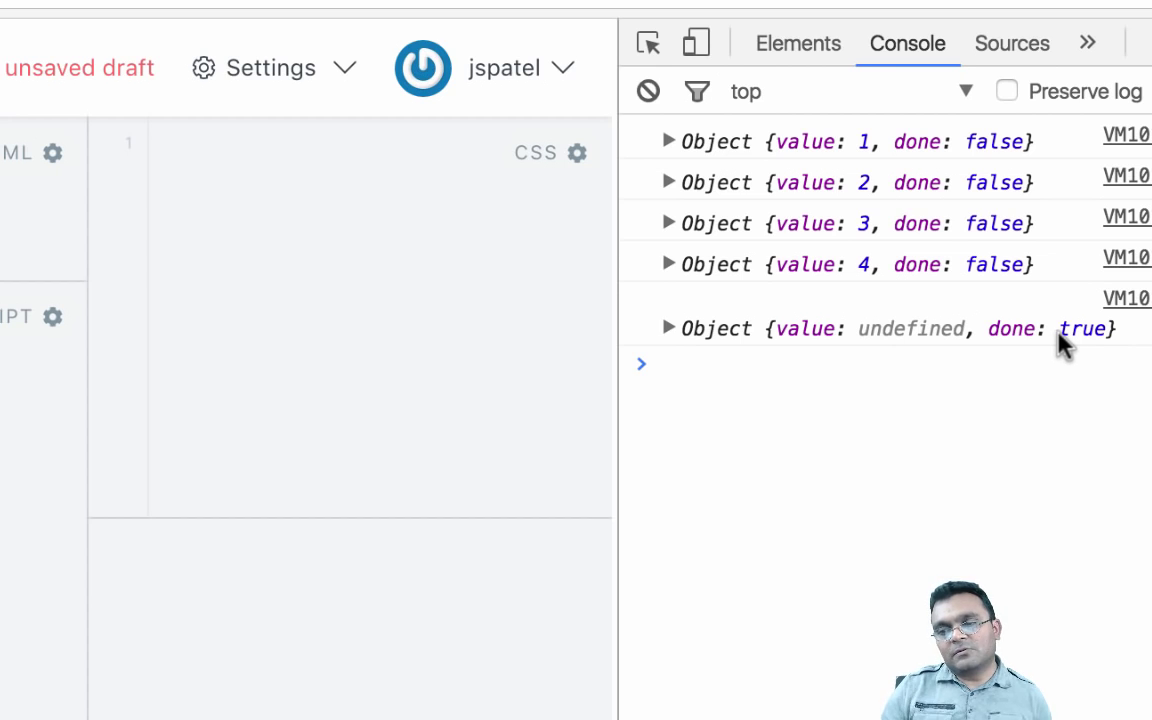 unsaved draft Settings jspatel
ML
1
CSS
IPT
Elements Console Sources »
top ▼ Preserve log
Object {value: 1, done: false} VM10
Object {value: 2, done: false} VM10
Object {value: 3, done: false} VM10
Object {value: 4, done: false} VM10
VM10
Object {value: undefined, done: true}
>